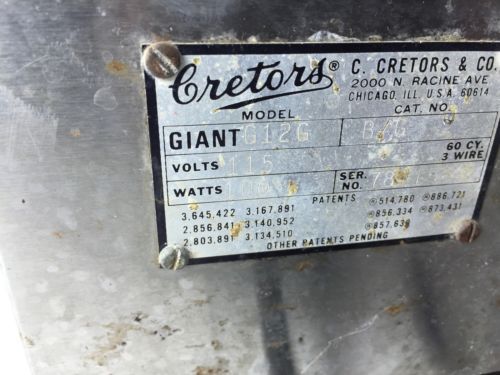 Cretors® C. CRETORS & CO.
2000 N. RACINE AVE.
CHICAGO, ILL. U.S.A. 60614
MODEL CAT. NO.
GIANT G12G B/G
VOLTS 115 60 CY.
3 WIRE
WATTS SER. NO.
PATENTS
3.645.422 3.167.891 514.780 886.721
2.856.841 3.140.952 856.334 873.431
2.803.891 3.134.510 857.638
OTHER PATENTS PENDING